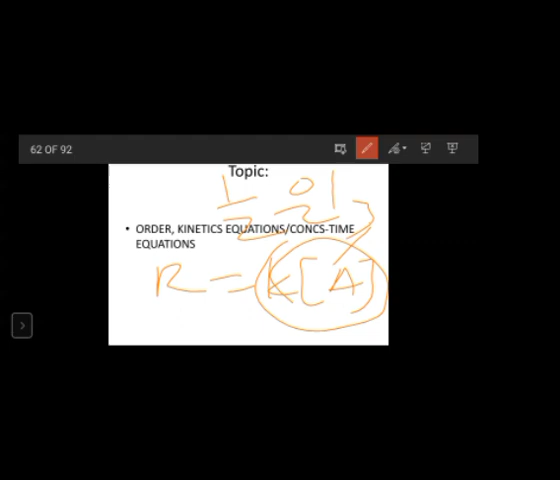 62 OF 92
Topic:
• ORDER, KINETICS EQUATIONS/CONCS-TIME
EQUATIONS
R = K[A]